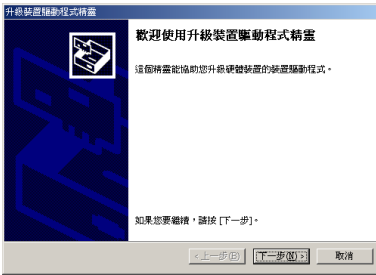 升級裝置驅動程式精靈
歡迎使用升級裝置驅動程式精靈
這個精靈能協助您升級硬體裝置的裝置驅動程式。
如果您要繼續，請按 [下一步]。
<上一步(B)
下一步(N)>
取消